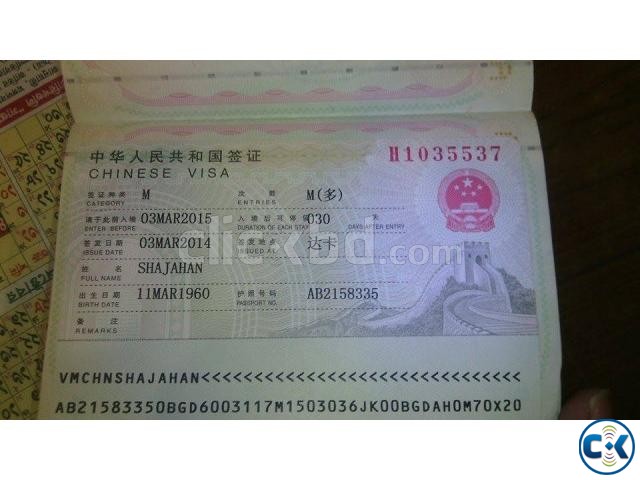 中华人民共和国签证
CHINESE VISA
H1035537
签证种类 M 次数 M(多)
CATEGORY ENTRIES
请于此前入境 03MAR2015 入境后可停留 030 天
ENTER BEFORE DURATION OF EACH STAY DAYS AFTER ENTRY
签发日期 03MAR2014 签发地点 达卡
ISSUE DATE ISSUED AT
clickbd.com
姓名 SHAJAHAN
FULL NAME
出生日期 11MAR1960 护照号码 AB2158335
BIRTH DATE PASSPORT NO.
备注
REMARKS
VMCHNSHAJAHAN<<<<<<<<<<<<<<<<<<<<<<<<<<<<<<<
AB21583350BGD6003117M1503036JK00BGDAH0M70X20
CK